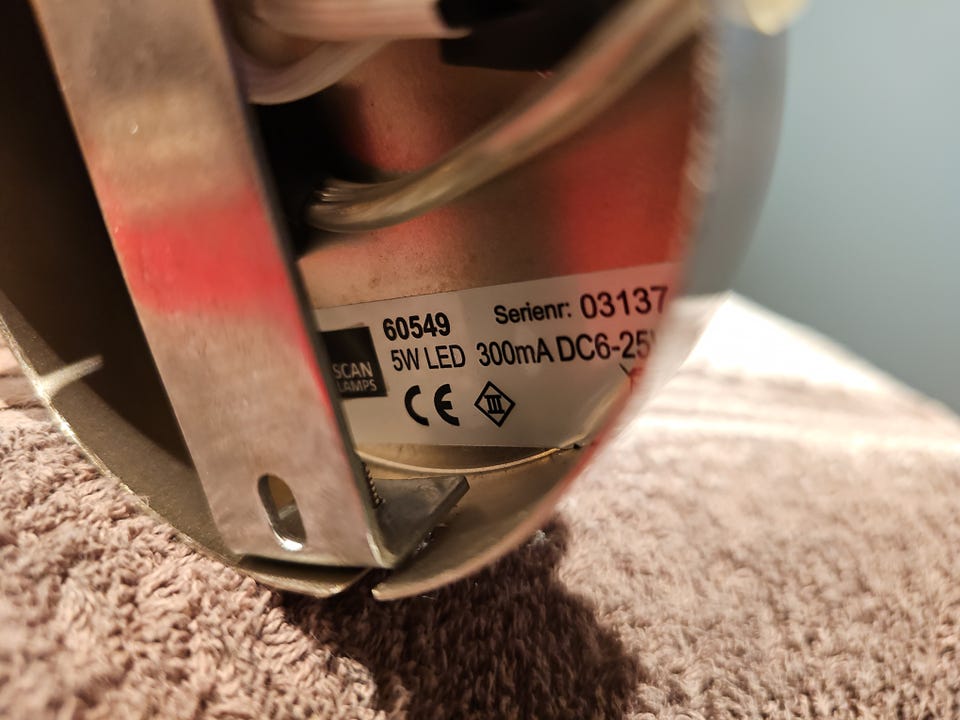 Serienr: 03137
60549
5W LED 300mA DC6-25
SCAN
LAMPS
CE
III